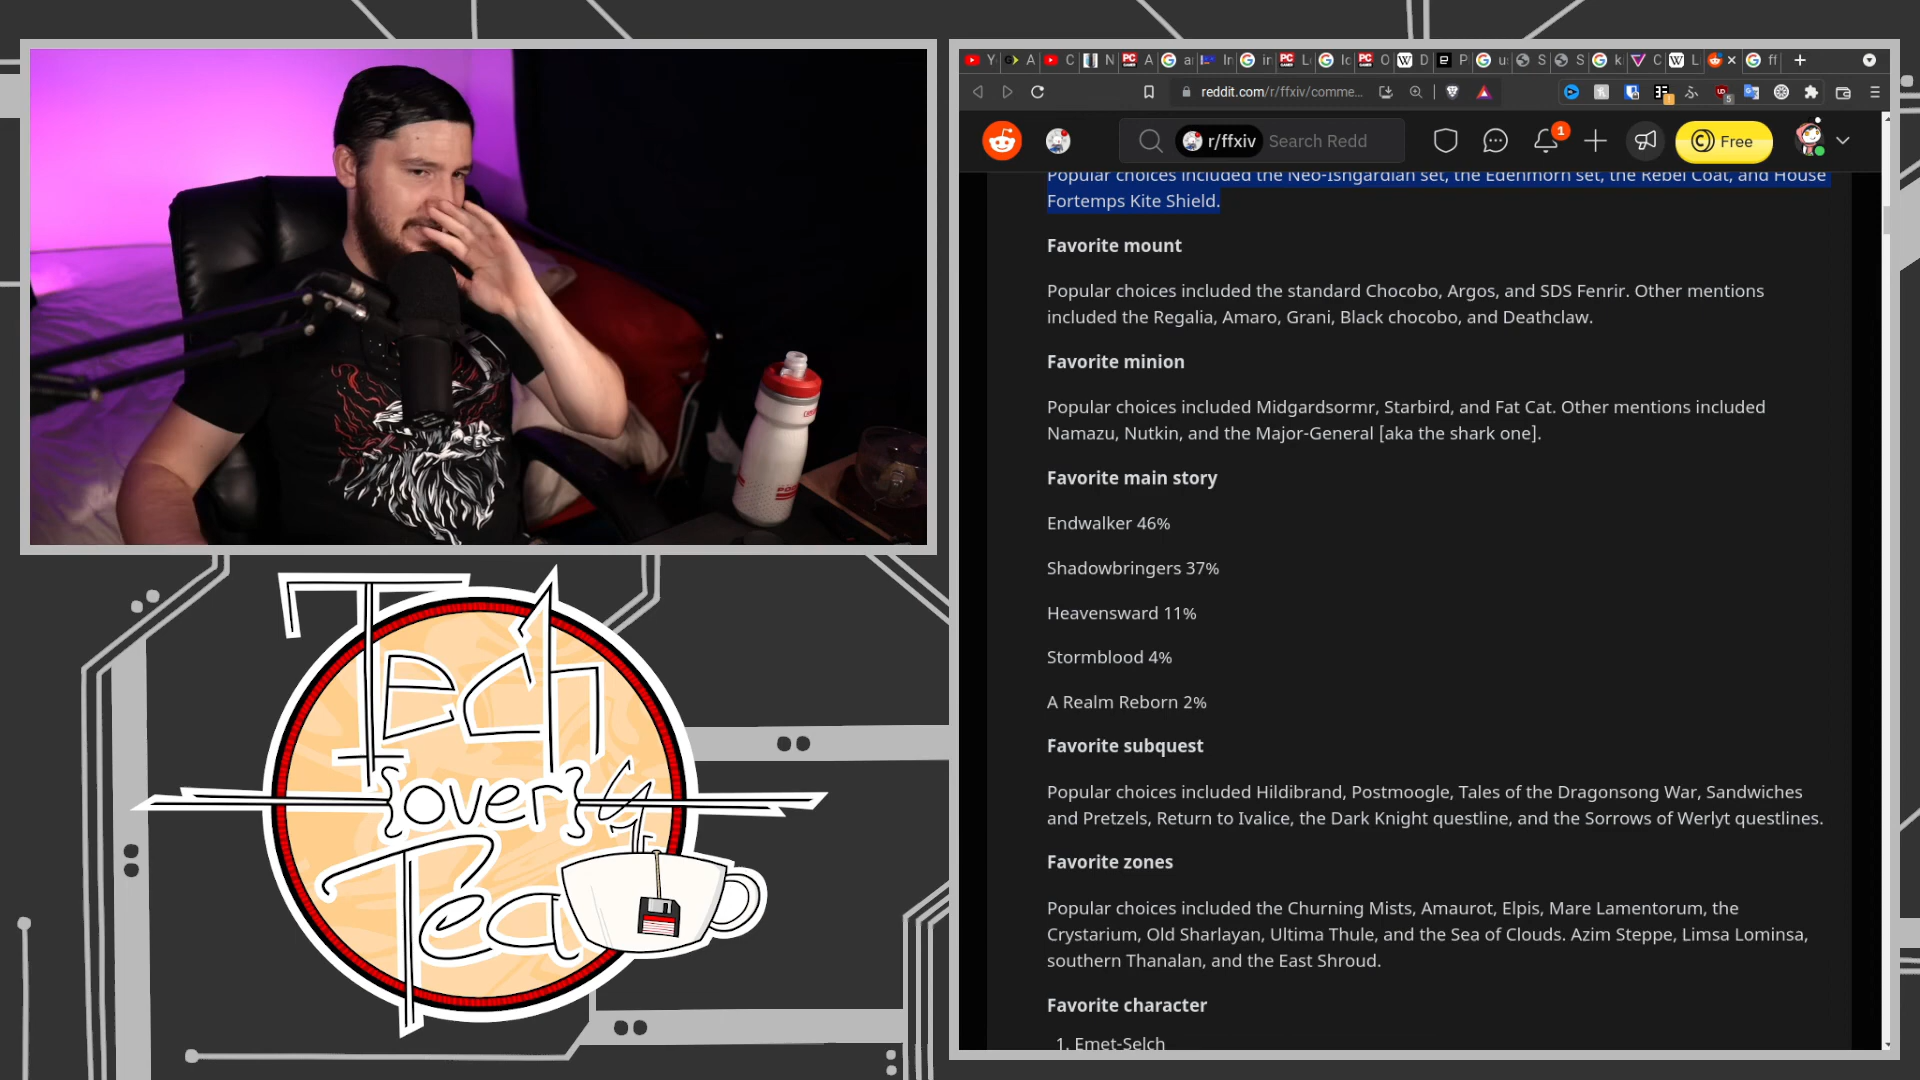 Y A C N A G a In ir L Ic O W D P u S S k C L ff
reddit.com/r/ffxiv/comme...
1
5
r/ffxiv Search Redd
1
Free
Popular choices included the Neo-Ishgardian set, the Edenmorn set, the Rebel Coat, and House
Fortemps Kite Shield.
Favorite mount
Popular choices included the standard Chocobo, Argos, and SDS Fenrir. Other mentions
included the Regalia, Amaro, Grani, Black chocobo, and Deathclaw.
Favorite minion
Popular choices included Midgardsormr, Starbird, and Fat Cat. Other mentions included
Namazu, Nutkin, and the Major-General [aka the shark one].
Favorite main story
Endwalker 46%
Shadowbringers 37%
Heavensward 11%
Stormblood 4%
A Realm Reborn 2%
Favorite subquest
Popular choices included Hildibrand, Postmoogle, Tales of the Dragonsong War, Sandwiches
and Pretzels, Return to Ivalice, the Dark Knight questline, and the Sorrows of Werlyt questlines.
Favorite zones
Popular choices included the Churning Mists, Amaurot, Elpis, Mare Lamentorum, the
Crystarium, Old Sharlayan, Ultima Thule, and the Sea of Clouds. Azim Steppe, Limsa Lominsa,
southern Thanalan, and the East Shroud.
Favorite character
1. Emet-Selch
Tech
{over}
Tea